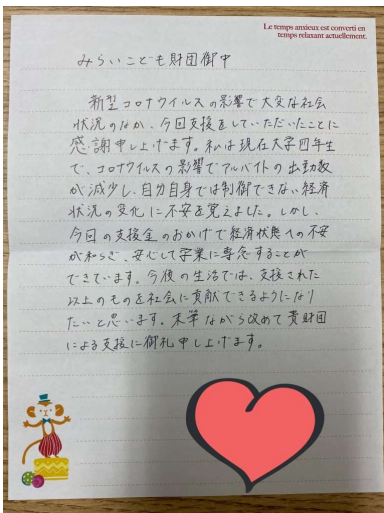 Le temps anxieux est converti en
temps relaxant actuellement.
みらいこども財団御中
新型コロナウイルスの影響で大変な社会
状況のなか、今回支援をしていただいたことに
感謝申し上げます。私は現在大学四年生
で、コロナウイルスの影響でアルバイトの出勤数
が減少し、自分自身では制御できない経済
状況の変化に不安を覚えました。しかし、
今回の支援金のおかげで経済状態への不安
が和らぎ、安心して学業に専念することが
できています。今後の生活では、支援された
以上のものを社会に貢献できるようになり
たいと思います。末筆ながら改めて貴財団
による支援に御礼申し上げます。